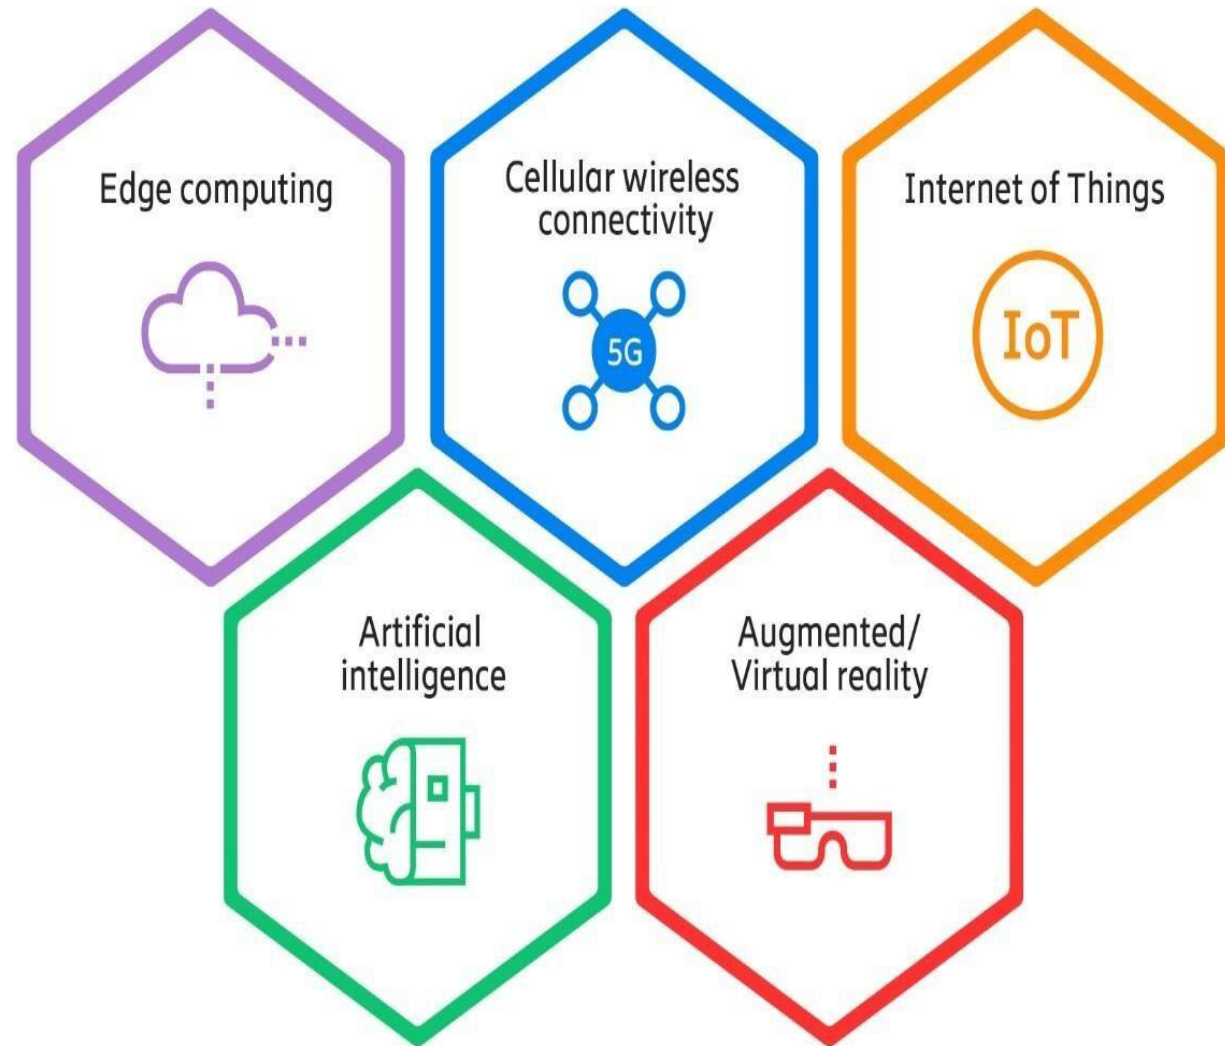 Edge computing
Cellular wireless
connectivity
5G
Internet of Things
IoT
Artificial
intelligence
Augmented/
Virtual reality